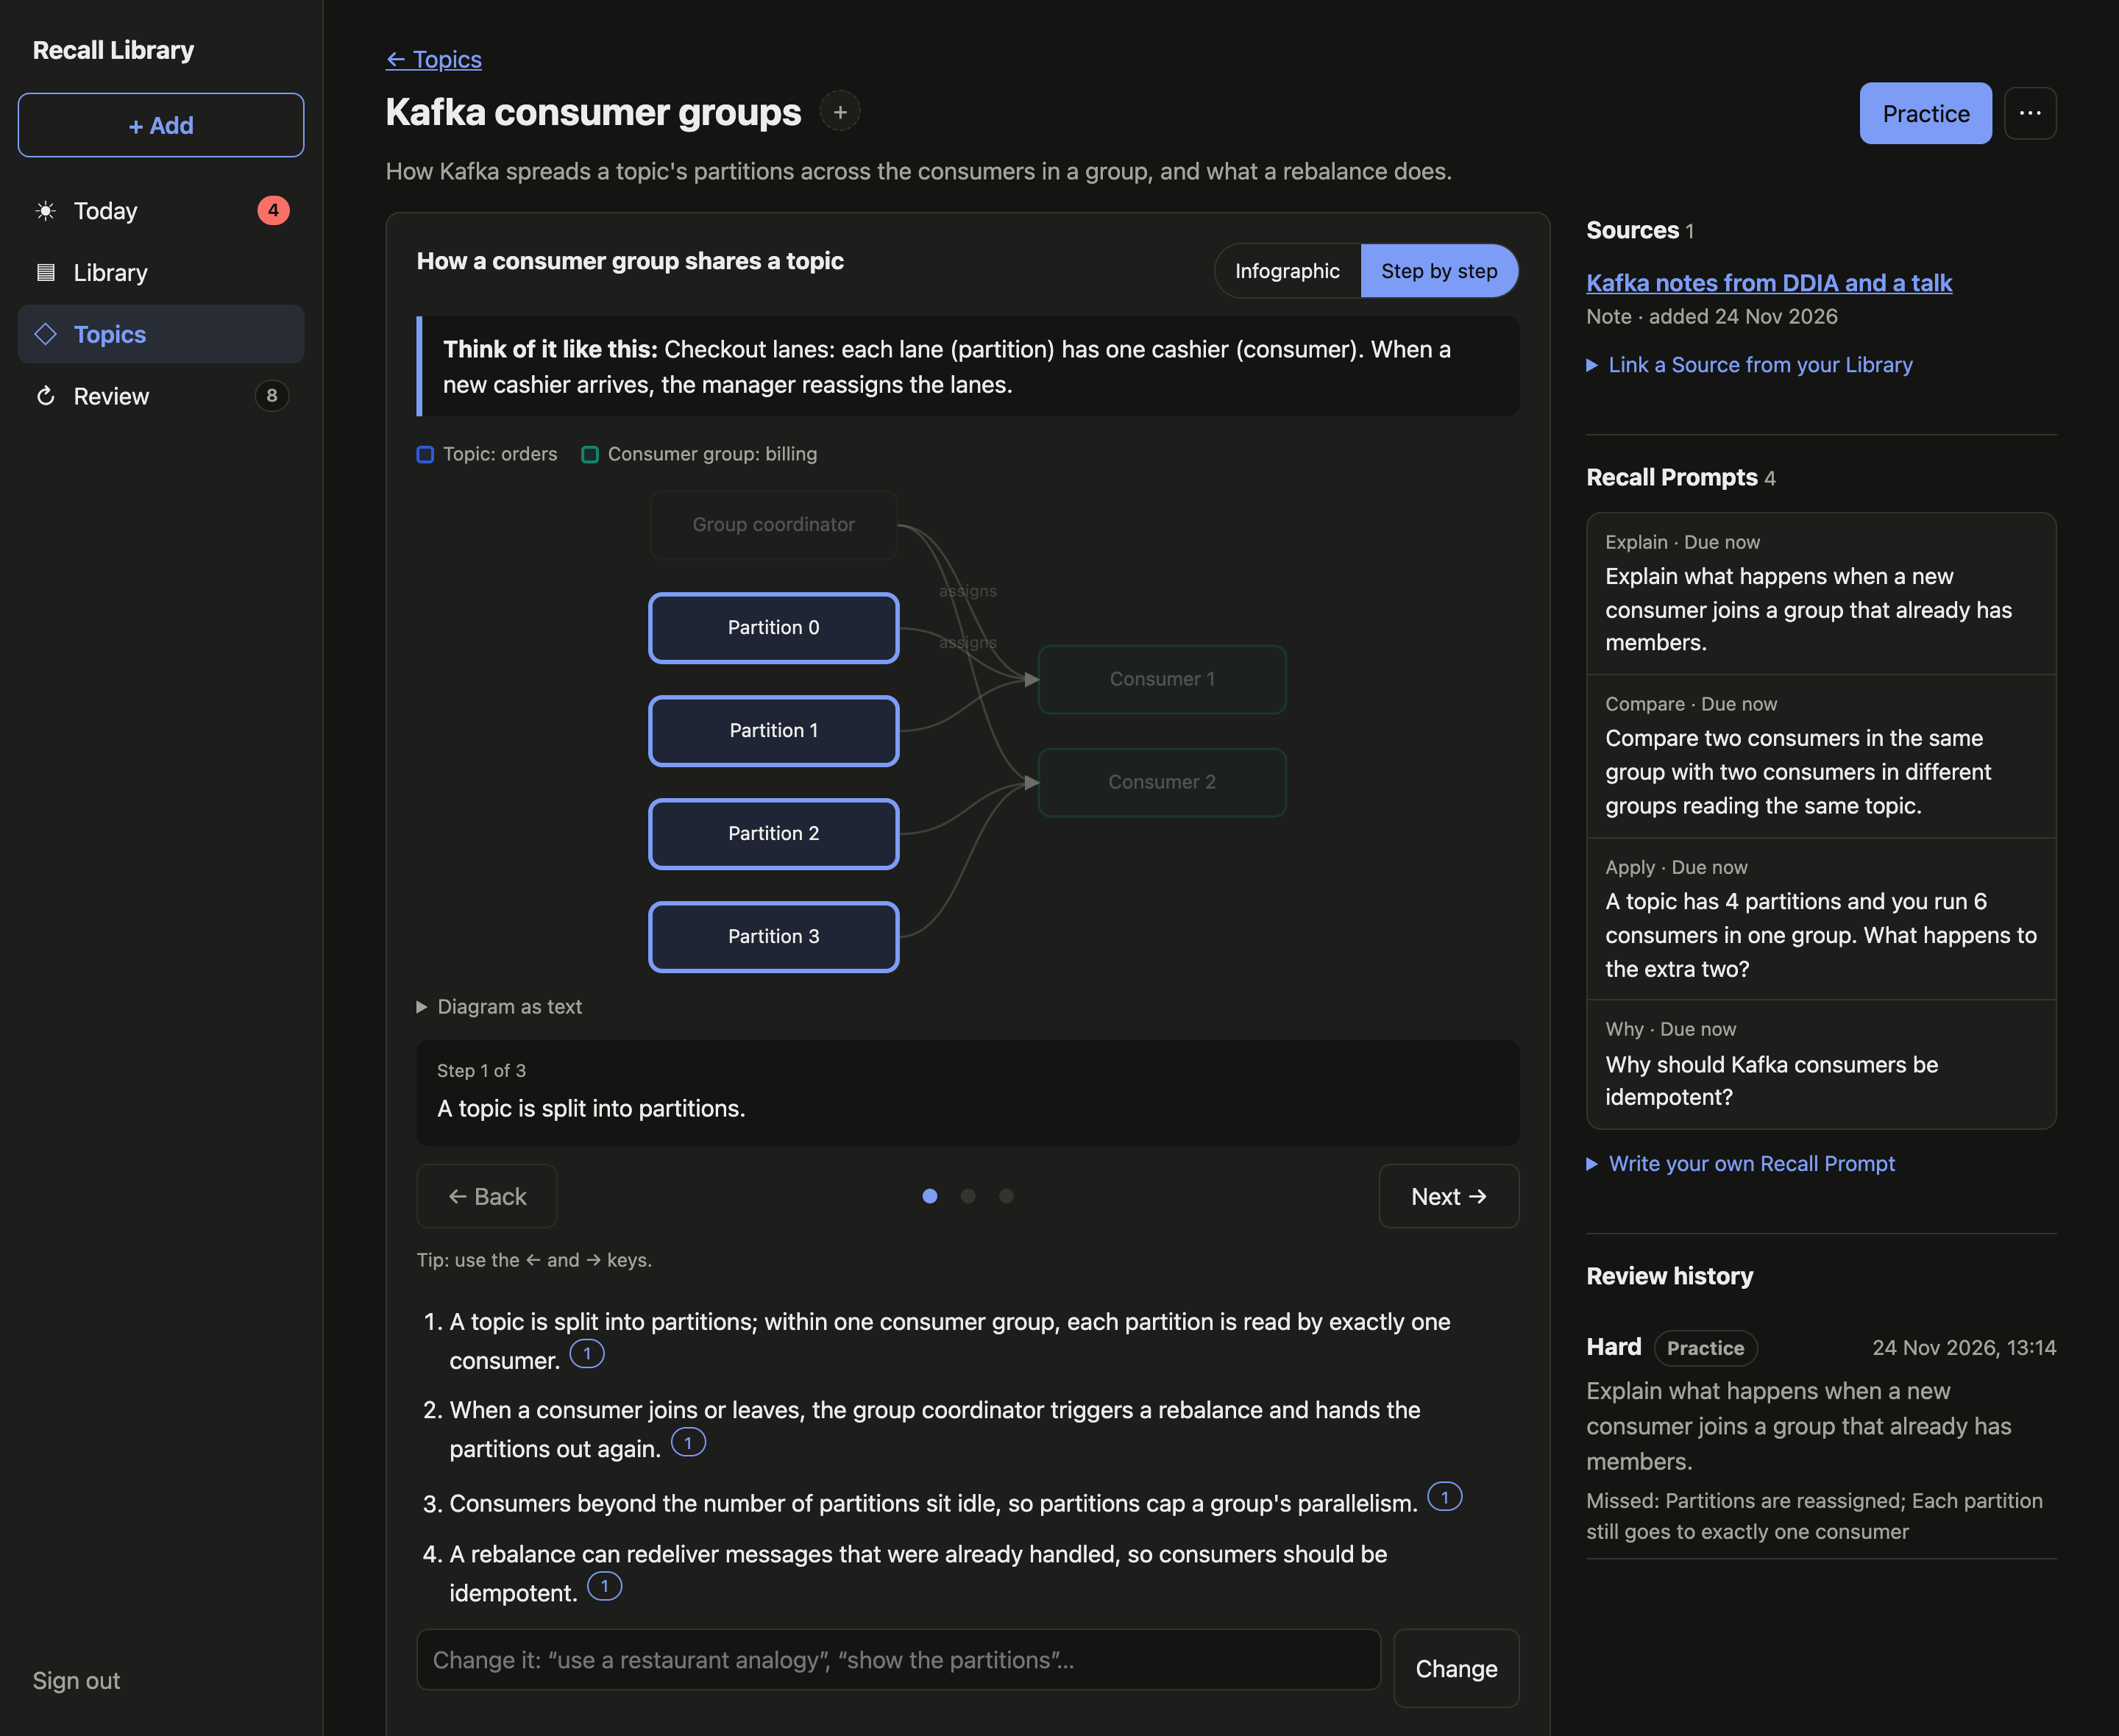 Recall Library
+ Add
Today 4
Library
Topics
Review 8
Sign out
← Topics
Kafka consumer groups +
Practice ...
How Kafka spreads a topic's partitions across the consumers in a group, and what a rebalance does.
How a consumer group shares a topic
Infographic Step by step
Think of it like this: Checkout lanes: each lane (partition) has one cashier (consumer). When a
new cashier arrives, the manager reassigns the lanes.
Topic: orders Consumer group: billing
Group coordinator
assigns
assigns
Partition 0
Partition 1
Partition 2
Partition 3
Consumer 1
Consumer 2
Diagram as text
Step 1 of 3
A topic is split into partitions.
← Back
Next →
Tip: use the ← and → keys.
1. A topic is split into partitions; within one consumer group, each partition is read by exactly one
consumer. 1
2. When a consumer joins or leaves, the group coordinator triggers a rebalance and hands the
partitions out again. 1
3. Consumers beyond the number of partitions sit idle, so partitions cap a group's parallelism. 1
4. A rebalance can redeliver messages that were already handled, so consumers should be
idempotent. 1
Change it: “use a restaurant analogy”, “show the partitions”...
Change
Sources 1
Kafka notes from DDIA and a talk
Note · added 24 Nov 2026
Link a Source from your Library
Recall Prompts 4
Explain · Due now
Explain what happens when a new
consumer joins a group that already has
members.
Compare · Due now
Compare two consumers in the same
group with two consumers in different
groups reading the same topic.
Apply · Due now
A topic has 4 partitions and you run 6
consumers in one group. What happens to
the extra two?
Why · Due now
Why should Kafka consumers be
idempotent?
Write your own Recall Prompt
Review history
Hard Practice 24 Nov 2026, 13:14
Explain what happens when a new
consumer joins a group that already has
members.
Missed: Partitions are reassigned; Each partition
still goes to exactly one consumer